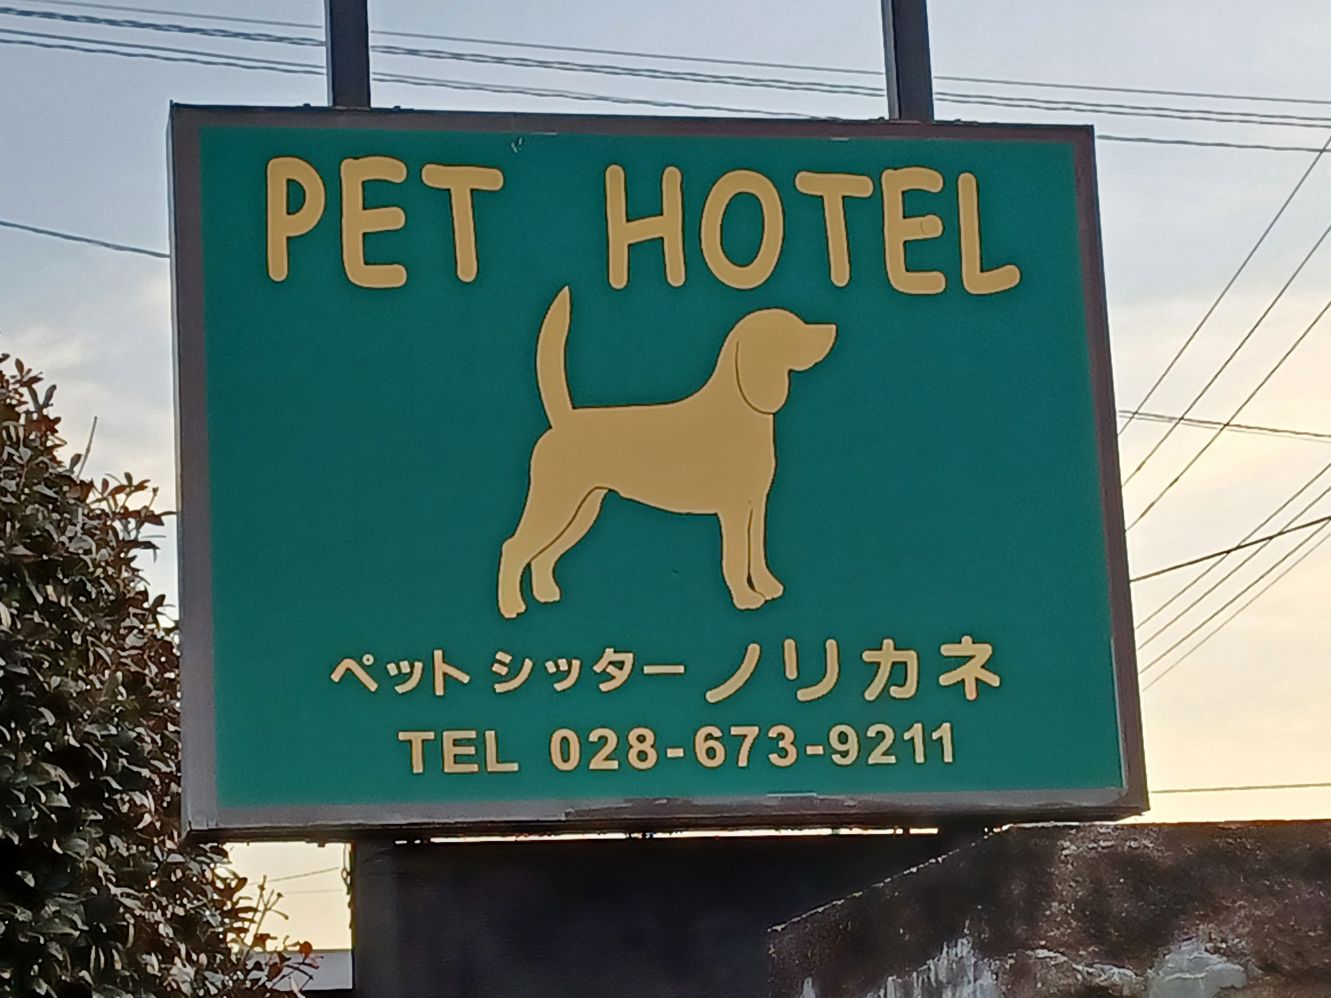 PET HOTEL
ペットシッター ノリカネ
TEL 028-673-9211